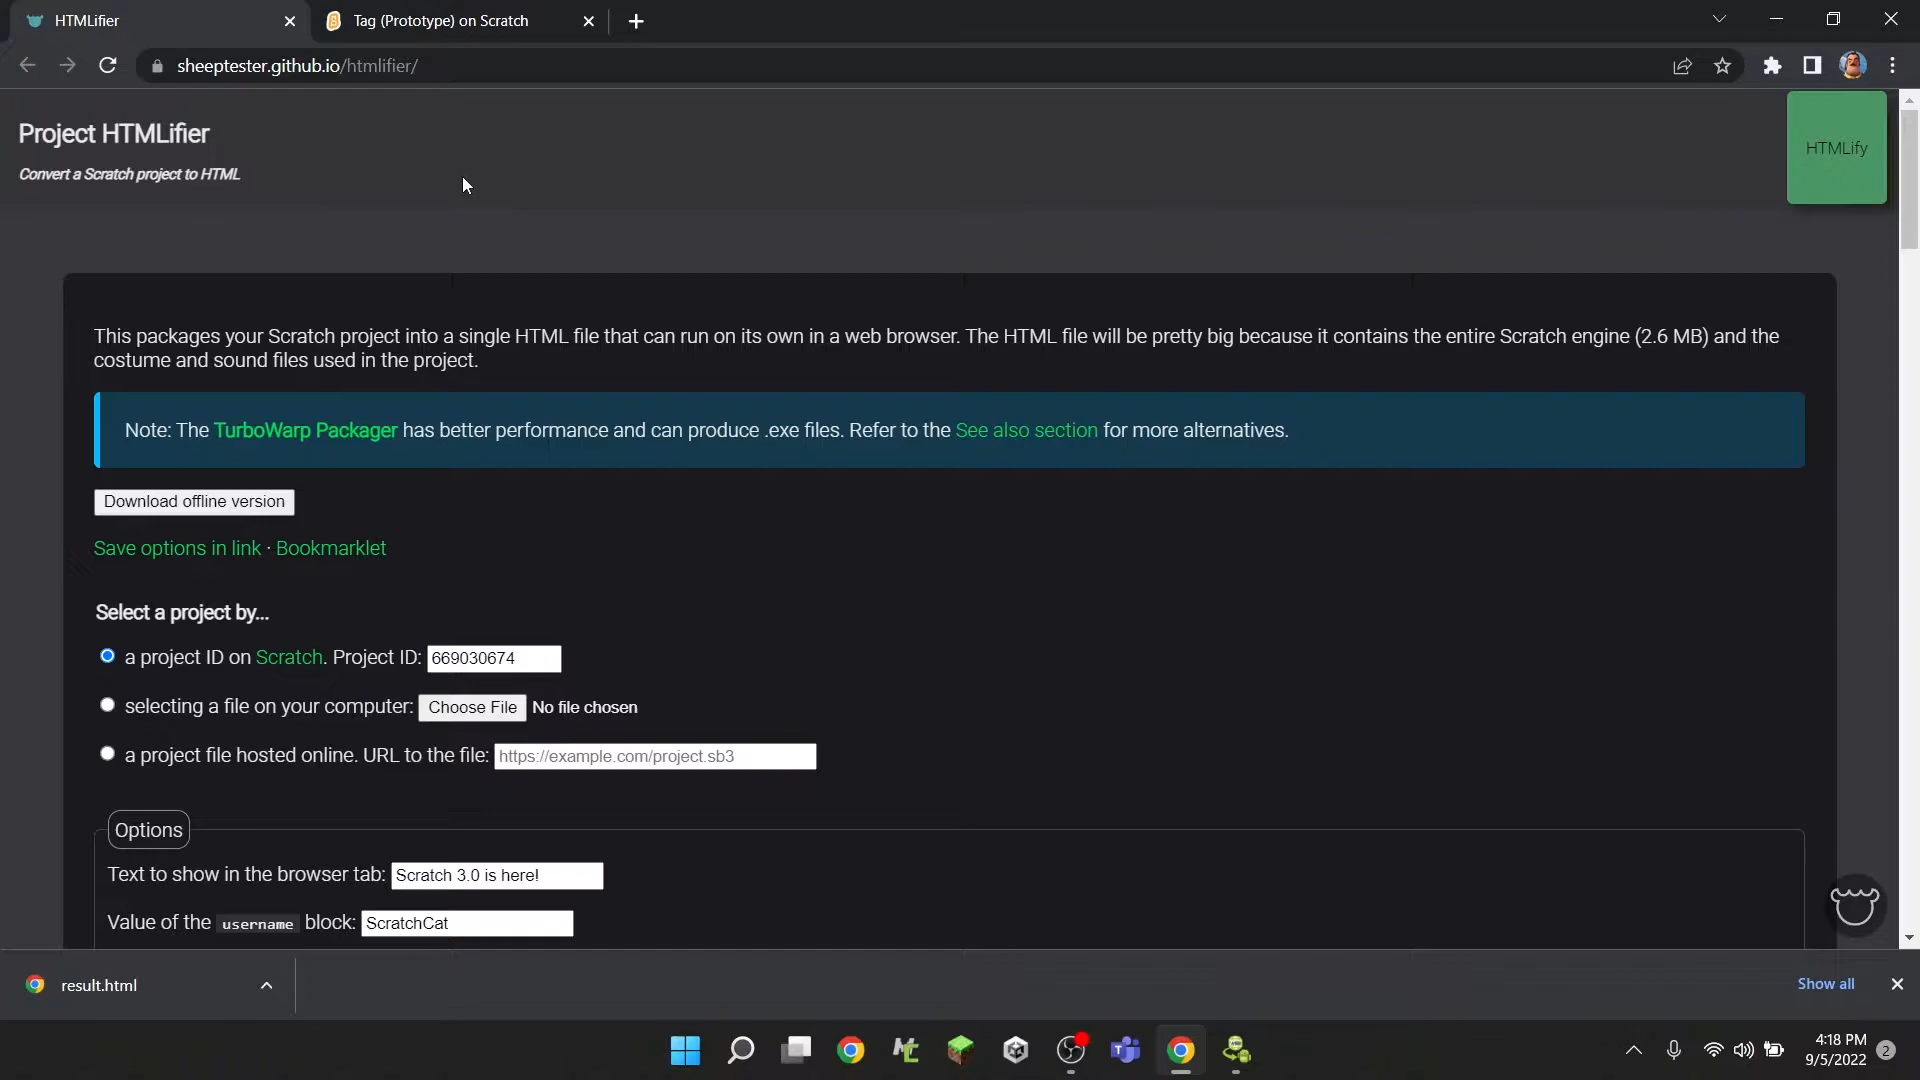 HTMLifier
Tag (Prototype) on Scratch
sheeptester.github.io/htmlifier/
Project HTMLifier
Convert a Scratch project to HTML
HTMLify
This packages your Scratch project into a single HTML file that can run on its own in a web browser. The HTML file will be pretty big because it contains the entire Scratch engine (2.6 MB) and the
costume and sound files used in the project.
Note: The TurboWarp Packager has better performance and can produce .exe files. Refer to the See also section for more alternatives.
Download offline version
Save options in link · Bookmarklet
Select a project by...
a project ID on Scratch. Project ID: 669030674
selecting a file on your computer: Choose File No file chosen
a project file hosted online. URL to the file: https://example.com/project.sb3
Options
Text to show in the browser tab: Scratch 3.0 is here!
Value of the username block: ScratchCat
result.html
Show all
4:18 PM
9/5/2022
2